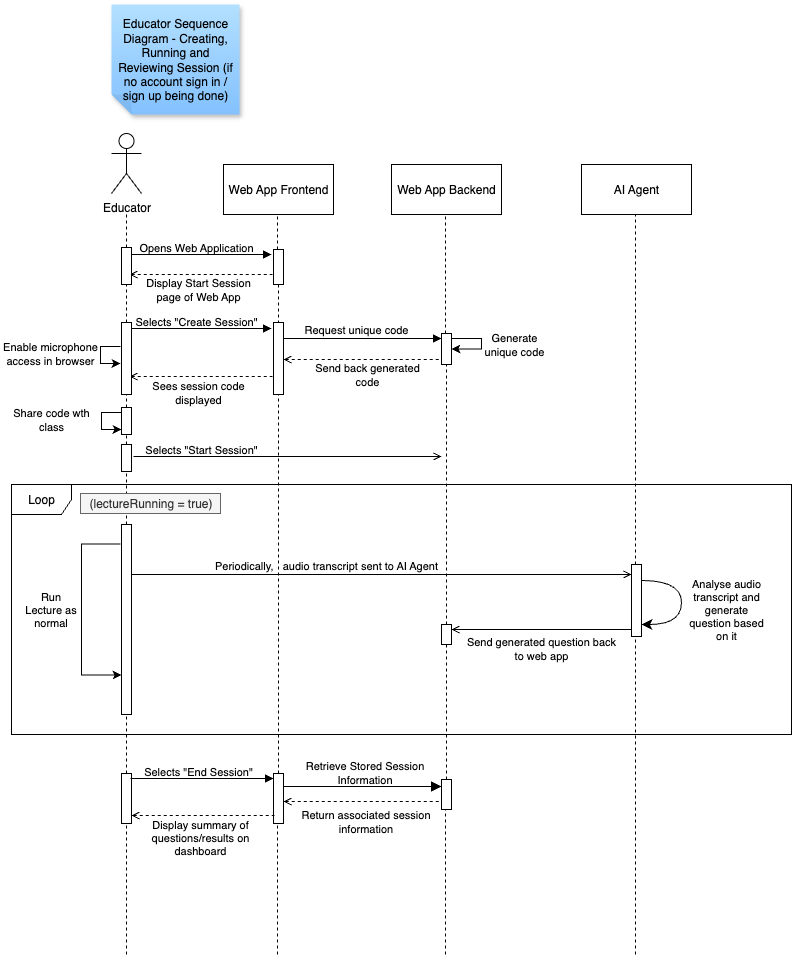 Educator Sequence
Diagram - Creating,
Running and
Reviewing Session (if
no account sign in /
sign up being done)
Educator
Web App Frontend
Web App Backend
AI Agent
Opens Web Application
Display Start Session
page of Web App
Selects "Create Session"
Request unique code
Generate
unique code
Enable microphone
access in browser
Send back generated
code
Sees session code
displayed
Share code wth
class
Selects "Start Session"
Loop
(lectureRunning = true)
Periodically, audio transcript sent to AI Agent
Analyse audio
transcript and
generate
question based
on it
Run
Lecture as
normal
Send generated question back
to web app
Selects "End Session"
Retrieve Stored Session
Information
Return associated session
information
Display summary of
questions/results on
dashboard